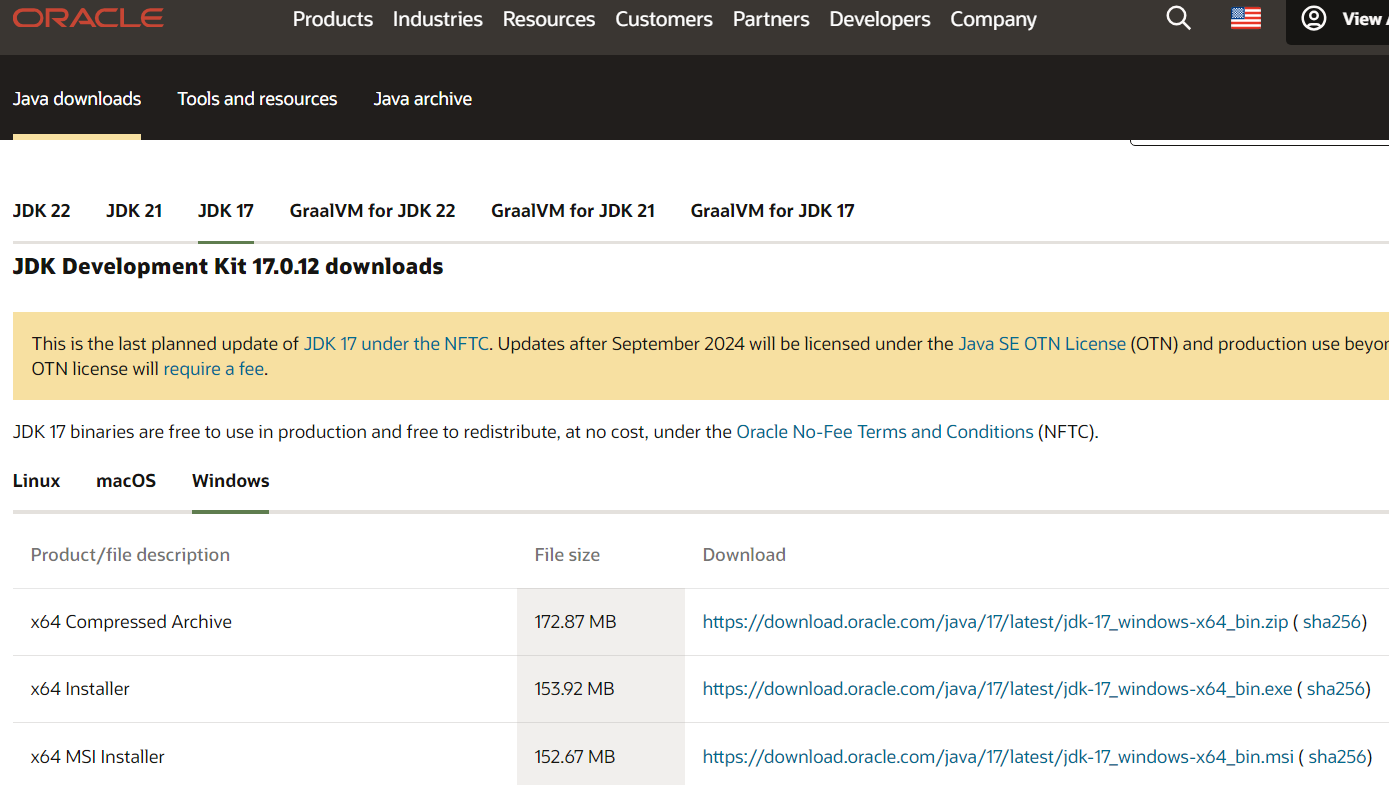 ORACLE Products Industries Resources Customers Partners Developers Company View
Java downloads Tools and resources Java archive
JDK 22 JDK 21 JDK 17 GraalVM for JDK 22 GraalVM for JDK 21 GraalVM for JDK 17
JDK Development Kit 17.0.12 downloads
This is the last planned update of JDK 17 under the NFTC. Updates after September 2024 will be licensed under the Java SE OTN License (OTN) and production use
OTN license will require a fee.
JDK 17 binaries are free to use in production and free to redistribute, at no cost, under the Oracle No-Fee Terms and Conditions (NFTC).
Linux macOS Windows
Product/file description File size Download
x64 Compressed Archive 172.87 MB https://download.oracle.com/java/17/latest/jdk-17_windows-x64_bin.zip ( sha256)
x64 Installer 153.92 MB https://download.oracle.com/java/17/latest/jdk-17_windows-x64_bin.exe ( sha256)
x64 MSI Installer 152.67 MB https://download.oracle.com/java/17/latest/jdk-17_windows-x64_bin.msi ( sha256)